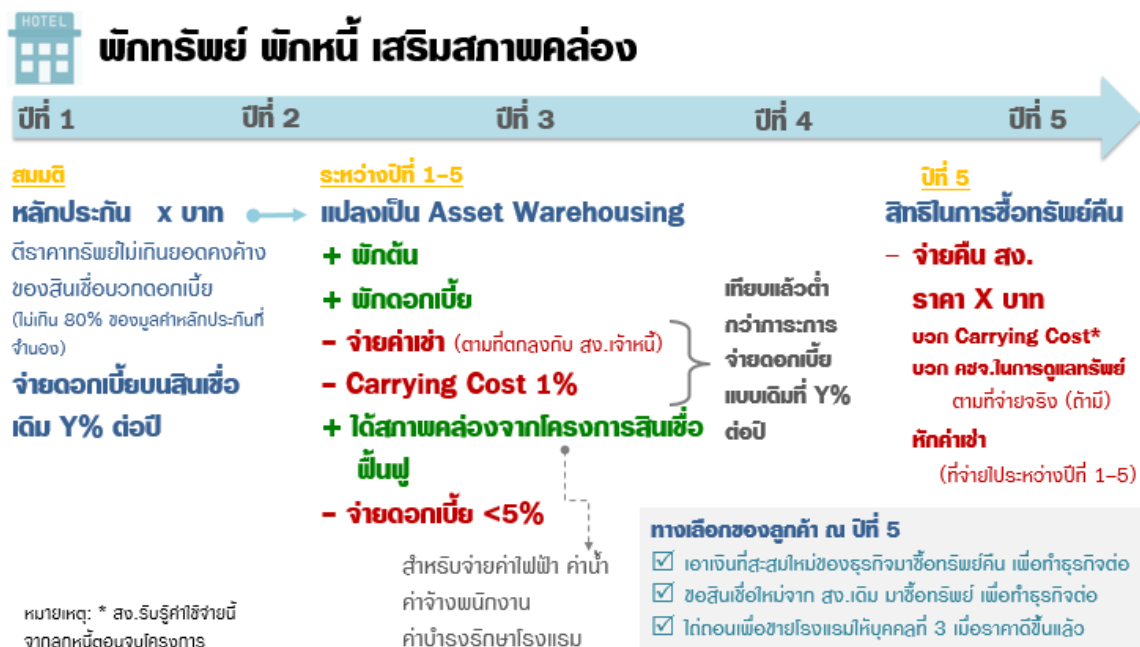 HOTEL
พักทรัพย์ พักหนี้ เสริมสภาพคล่อง
ปีที่ 1 ปีที่ 2 ปีที่ 3 ปีที่ 4 ปีที่ 5
สมมติ
หลักประกัน x บาท
ตีราคาทรัพย์ไม่เกินยอดคงค้าง
ของสินเชื่อบวกดอกเบี้ย
(ไม่เกิน 80% ของมูลค่าหลักประกันที่
จำนอง)
จ่ายดอกเบี้ยบนสินเชื่อ
เดิม Y% ต่อปี
ระหว่างปีที่ 1-5
แปลงเป็น Asset Warehousing
+ พักต้น
+ พักดอกเบี้ย
- จ่ายค่าเช่า (ตามที่ตกลงกับ สง.เจ้าหนี้)
- Carrying Cost 1%
+ ได้สภาพคล่องจากโครงการสินเชื่อ
ฟื้นฟู
- จ่ายดอกเบี้ย <5%
สำหรับจ่ายค่าไฟฟ้า ค่าน้ำ
ค่าจ้างพนักงาน
ค่าบำรงรักษาโรงแรม
เทียบแล้วต่ำ
กว่าภาระการ
จ่ายดอกเบี้ย
แบบเดิมที่ Y%
ต่อปี
ปีที่ 5
สิทธิในการซื้อทรัพย์คืน
- จ่ายคืน สง.
ราคา X บาท
บวก Carrying Cost*
บวก คชจ.ในการดูแลทรัพย์
ตามที่จ่ายจริง (ถ้ามี)
หักค่าเช่า
(ที่จ่ายไประหว่างปีที่ 1-5)
ทางเลือกของลูกค้า ณ ปีที่ 5
เอาเงินที่สะสมใหม่ของธุรกิจมาซื้อทรัพย์คืน เพื่อทำธุรกิจต่อ
ขอสินเชื่อใหม่จาก สง.เดิม มาซื้อทรัพย์ เพื่อทำธุรกิจต่อ
ไถ่ถอนเพื่อขายโรงแรมให้บุคคลที่ 3 เมื่อราคาดีขึ้นแล้ว
หมายเหตุ: * สง.รับรู้ค่าใช้จ่ายนี้
จากลูกหนี้ตอนจบโครงการ